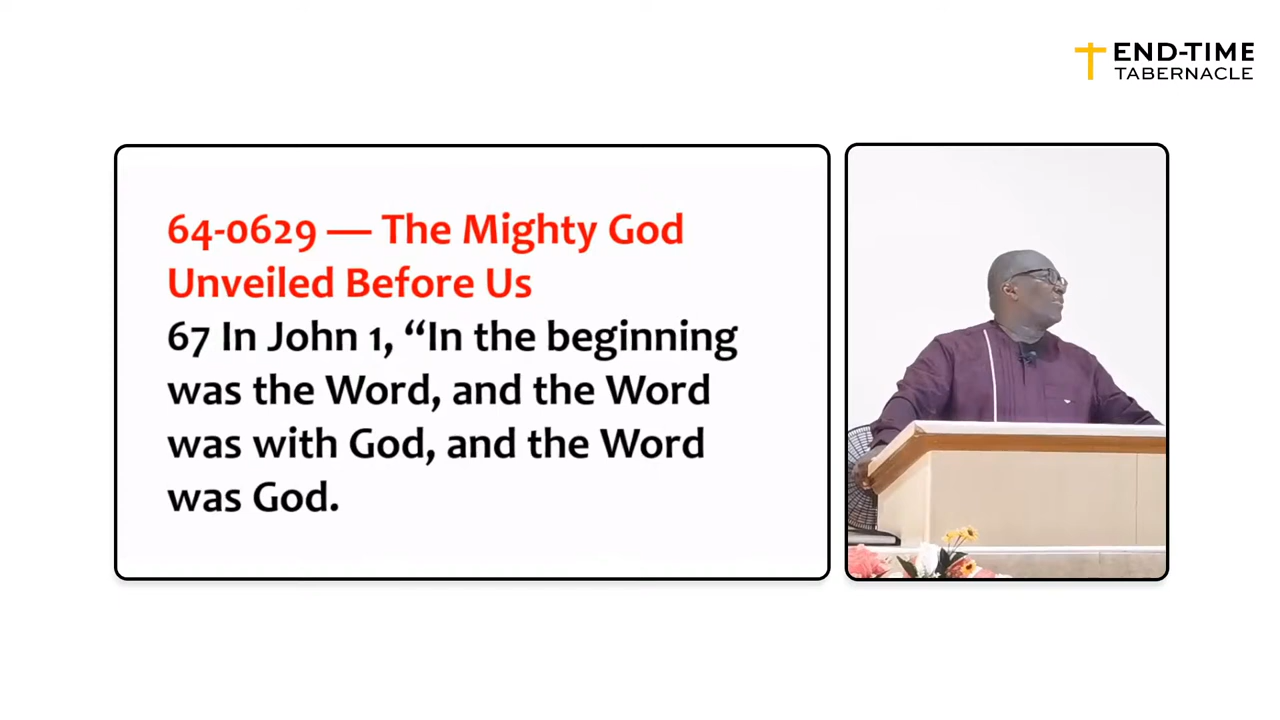 END-TIME
TABERNACLE
64-0629 — The Mighty God
Unveiled Before Us
67 In John 1, “In the beginning
was the Word, and the Word
was with God, and the Word
was God.